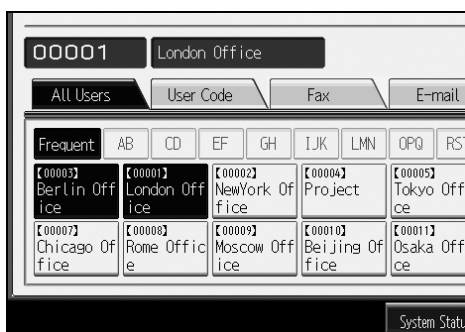 00001 London Office
All Users User Code Fax E-mail
Frequent AB CD EF GH IJK LMN OPQ RST
【00003】 【00001】 【00002】 【00004】 【00005】
Berlin Off London Off NewYork Of Project Tokyo Off
ice ice fice ce
【00007】 【00008】 【00009】 【00010】 【00011】
Chicago Of Rome Offic Moscow Off Beijing Of Osaka Off
fice e ice fice ce
System Statu